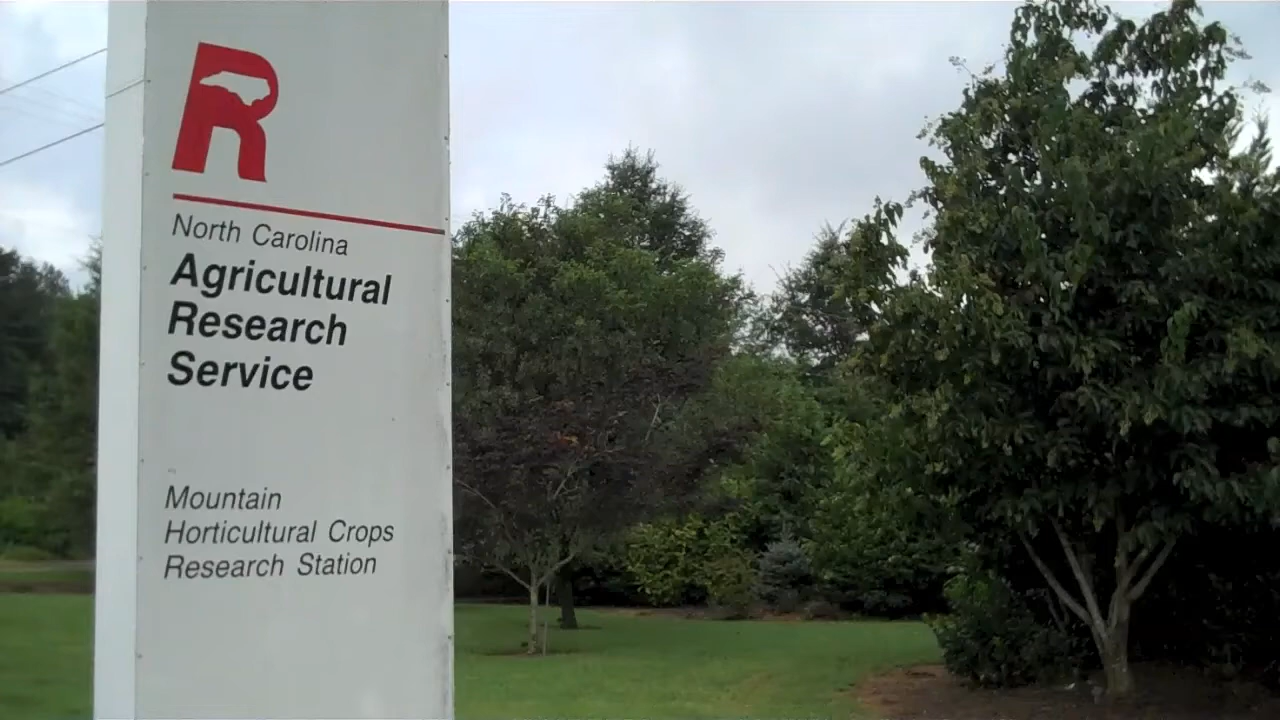 R
North Carolina
Agricultural
Research
Service
Mountain
Horticultural Crops
Research Station